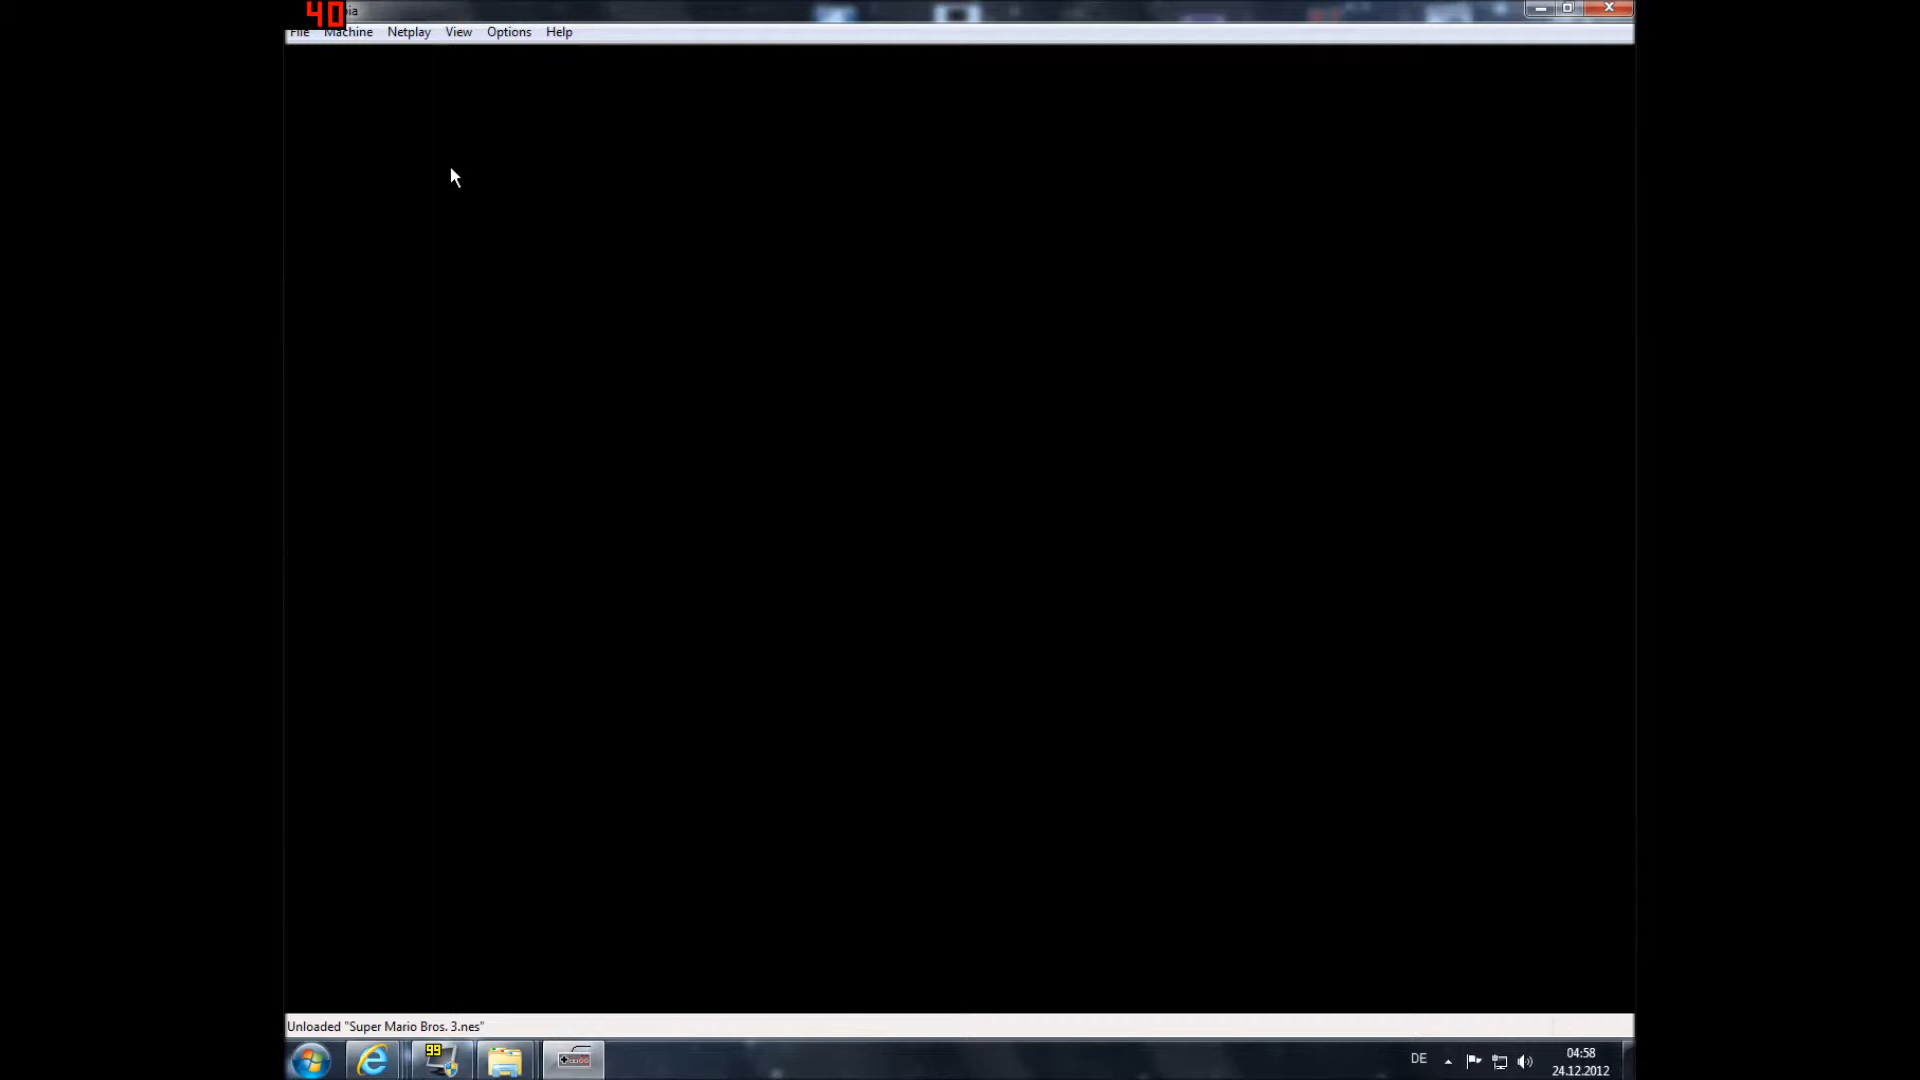 40
File Machine Netplay View Options Help
Unloaded "Super Mario Bros. 3.nes"
99
DE
04:58
24.12.2012